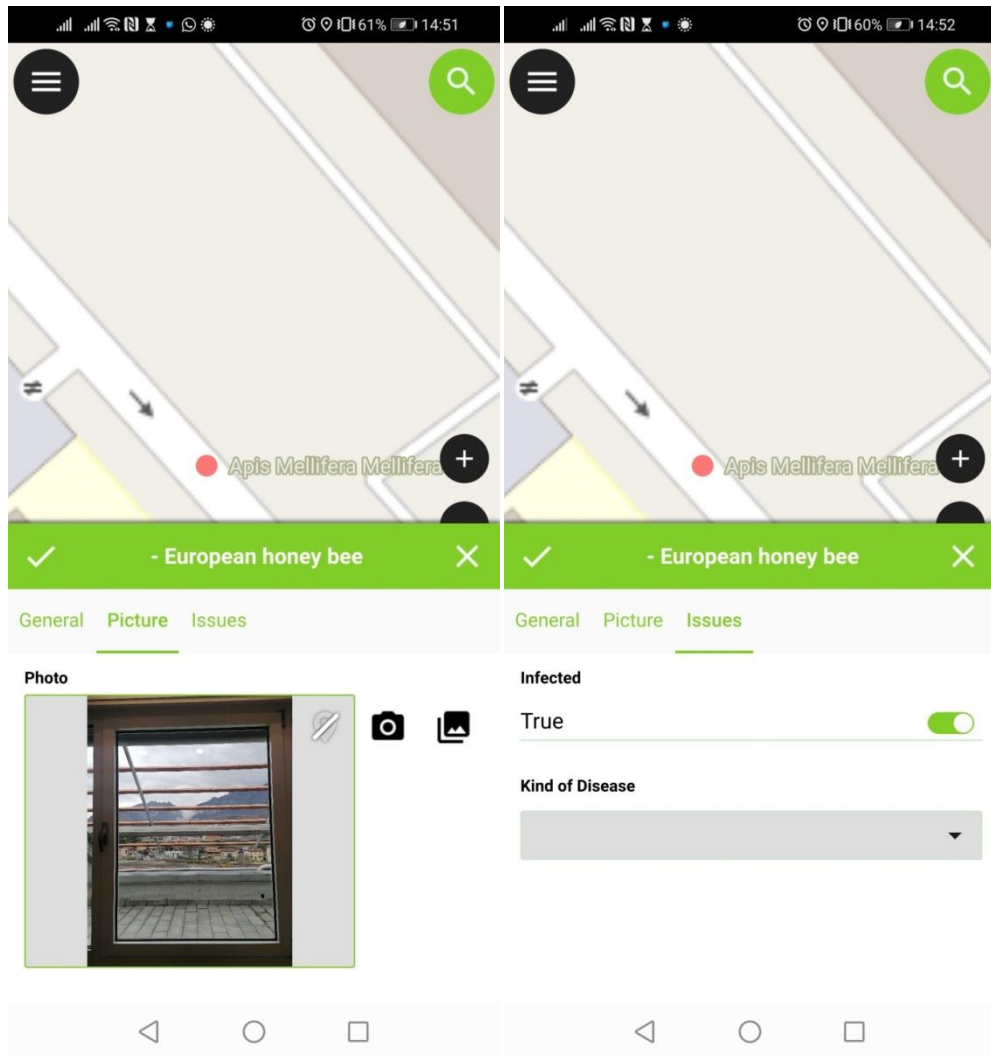 61% 14:51
Apis Mellifera Mellifera
- European honey bee
General Picture Issues
Photo
60% 14:52
Apis Mellifera Mellifera
- European honey bee
General Picture Issues
Infected
True
Kind of Disease